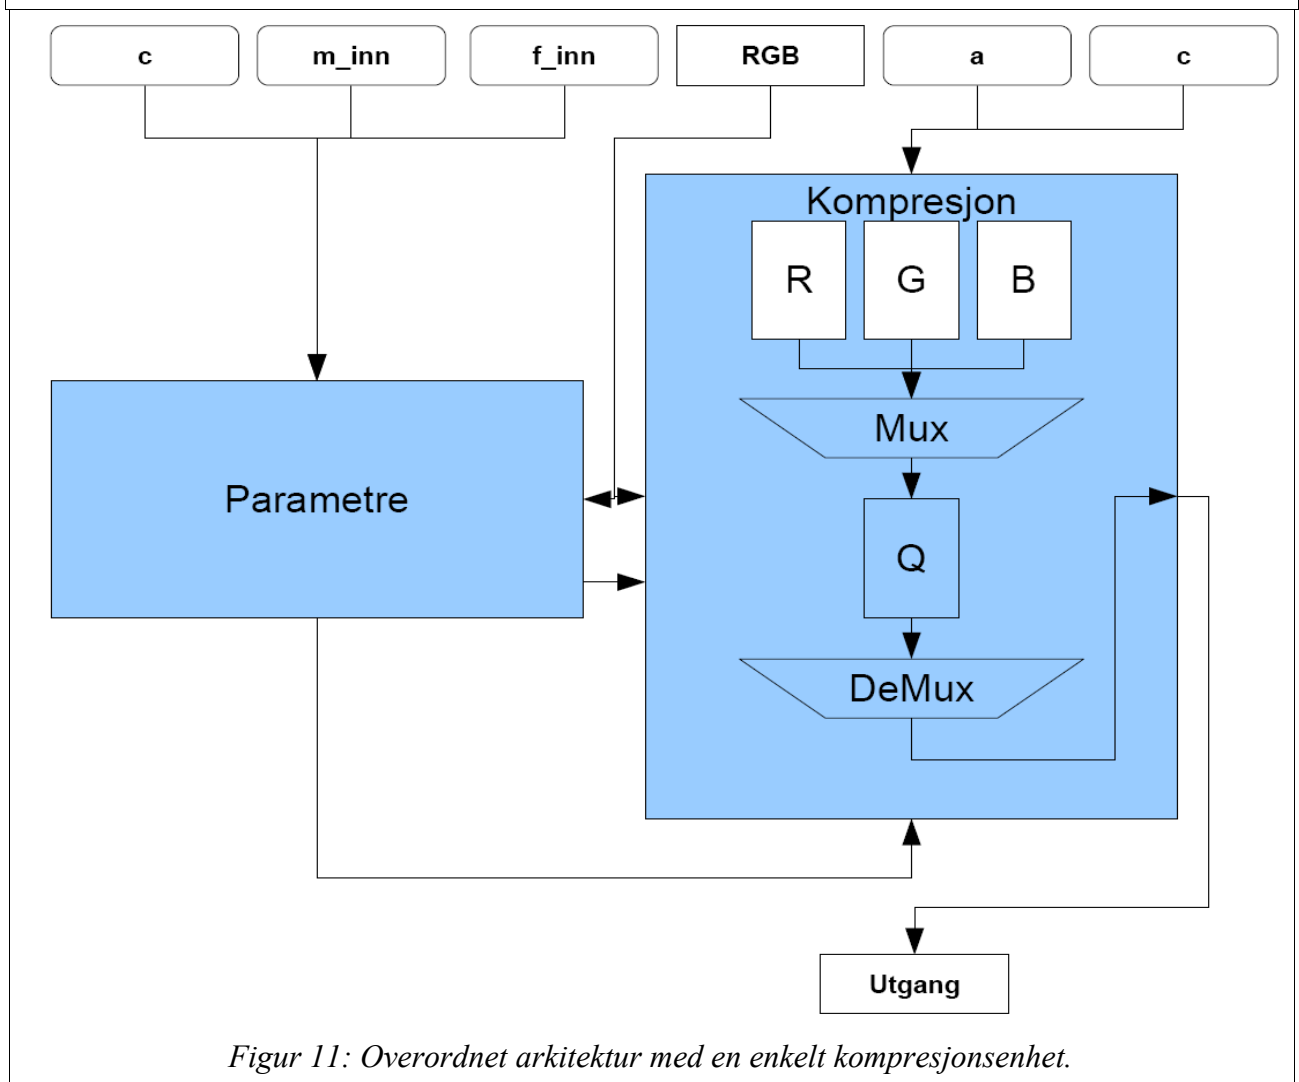 c
m_inn
f_inn
RGB
a
c
Kompresjon
R
G
B
Mux
Parametre
Q
DeMux
Utgang
Figur 11: Overordnet arkitektur med en enkelt kompresjonsenhet.